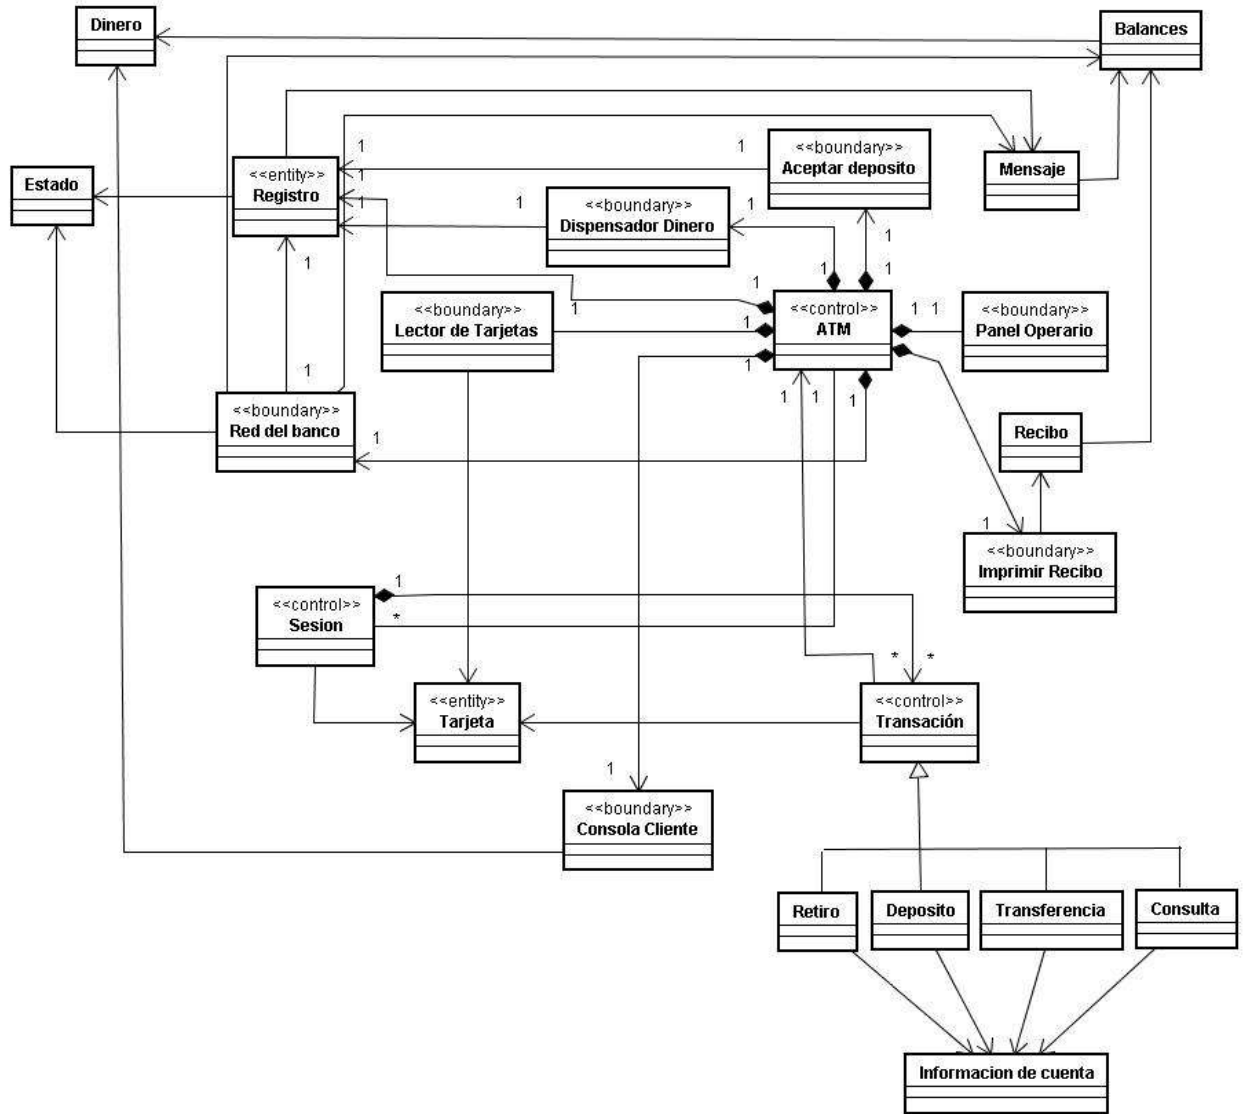 Dinero
Balances
1
1
<<boundary>>
Aceptar deposito
Mensaje
<<entity>>
Registro
1
1
Estado
<<boundary>>
Dispensador Dinero
1
1
1
1
1
1
1
<<boundary>>
Lector de Tarjetas
1
1
<<control>>
ATM
1 1
<<boundary>>
Panel Operario
1
1
1 1 1
<<boundary>>
Red del banco
1
Recibo
1
<<boundary>>
Imprimir Recibo
1
<<control>>
Sesion
*
* *
<<entity>>
Tarjeta
<<control>>
Transación
1
<<boundary>>
Consola Cliente
Retiro
Deposito
Transferencia
Consulta
Informacion de cuenta